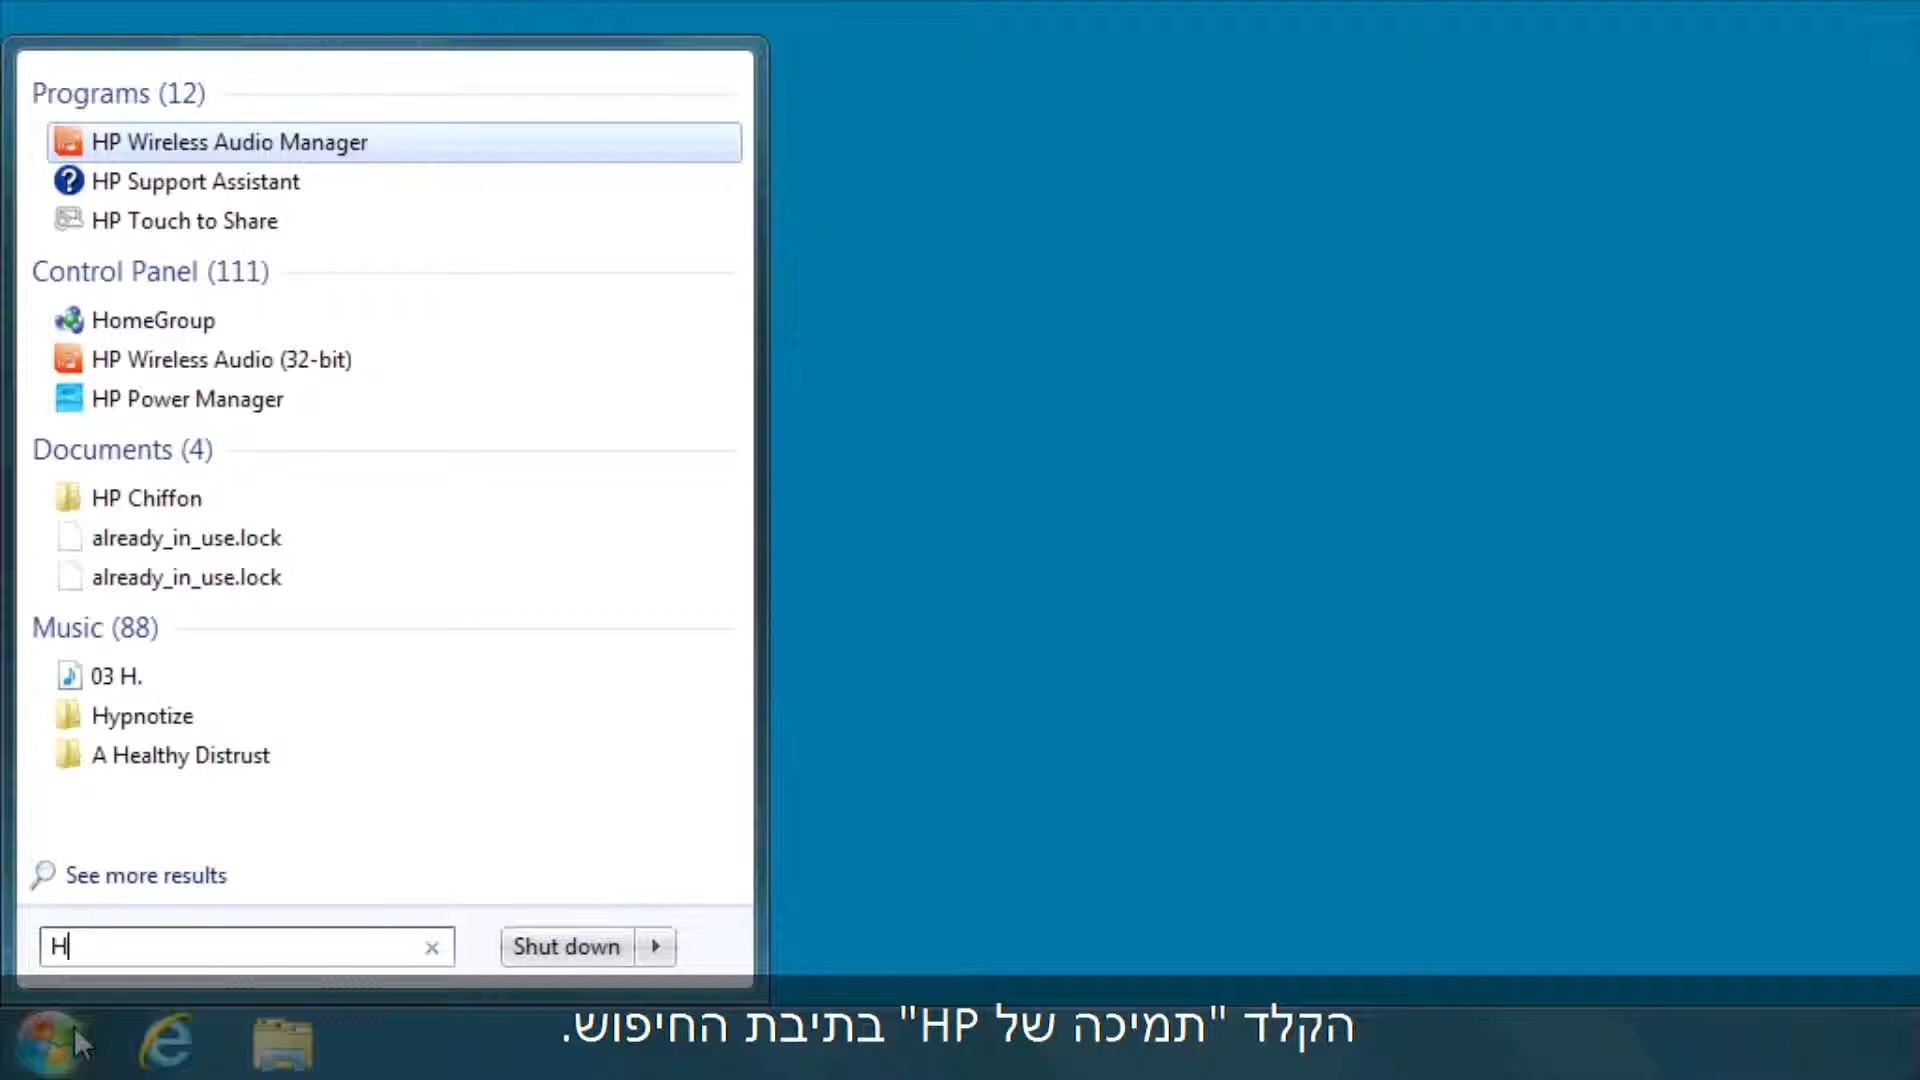 Programs (12)
HP Wireless Audio Manager
HP Support Assistant
HP Touch to Share
Control Panel (111)
HomeGroup
HP Wireless Audio (32-bit)
HP Power Manager
Documents (4)
HP Chiffon
already_in_use.lock
already_in_use.lock
Music (88)
03 H.
Hypnotize
A Healthy Distrust
See more results
H
Shut down
הקלד "תמיכה של HP" בתיבת החיפוש.